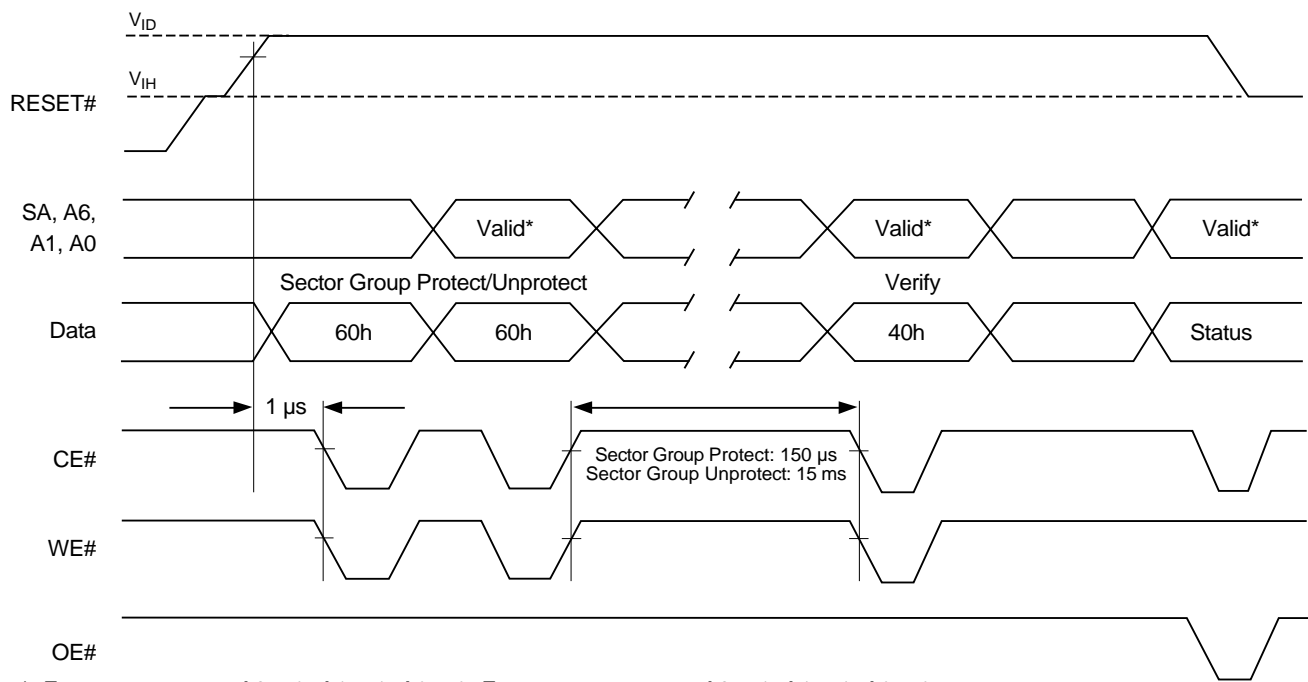 VID
VIH
RESET#
SA, A6,
A1, A0
Valid*
Valid*
Valid*
Sector Group Protect/Unprotect
Verify
Data
60h
60h
40h
Status
1 µs
CE#
Sector Group Protect: 150 µs
Sector Group Unprotect: 15 ms
WE#
OE#